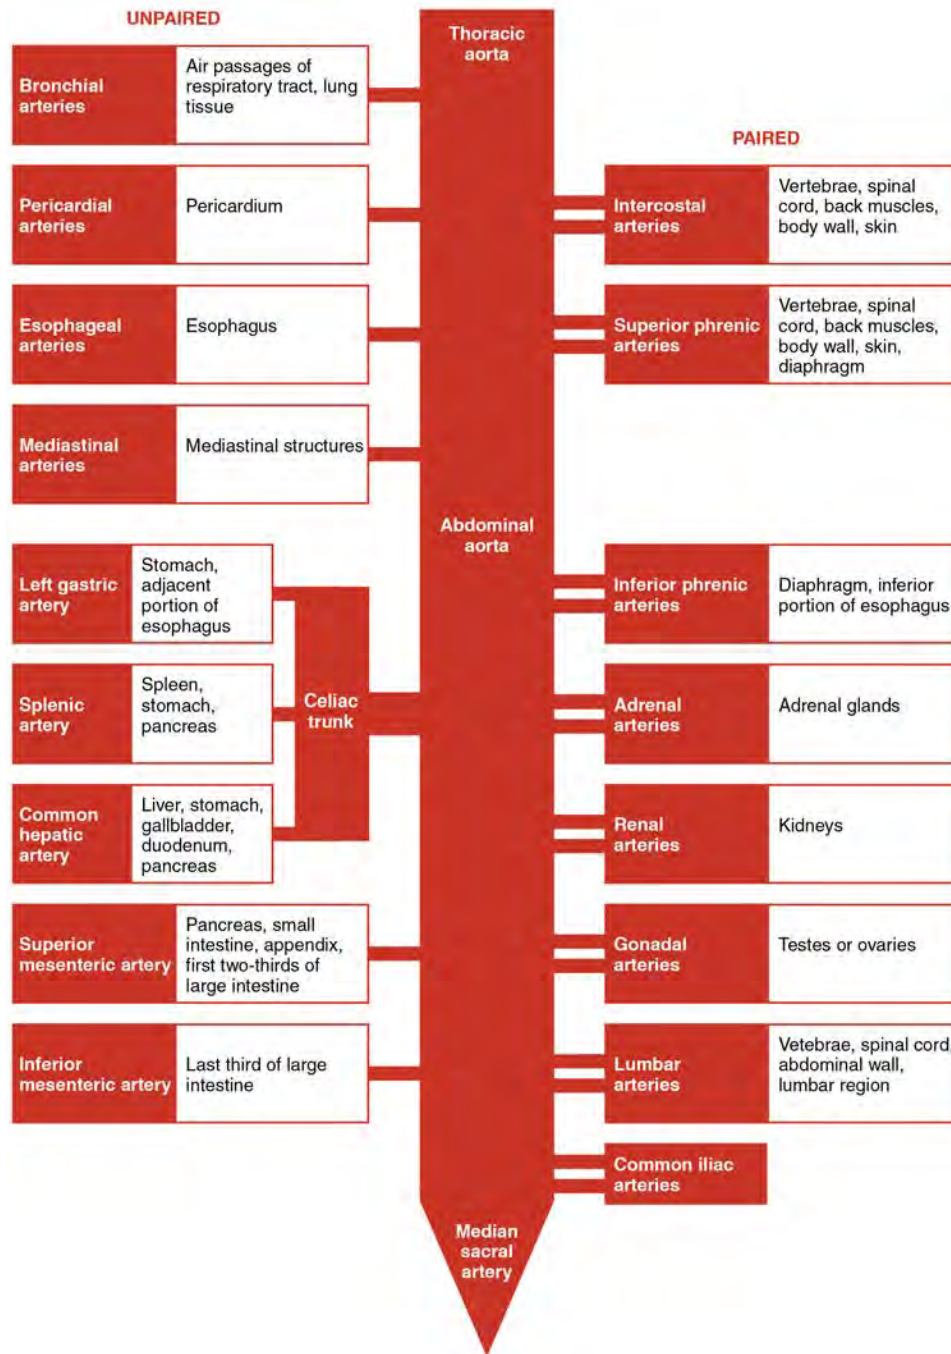 UNPAIRED
Thoracic
aorta
Bronchial
arteries
Air passages of
respiratory tract, lung
tissue
PAIRED
Pericardial
arteries
Pericardium
Intercostal
arteries
Vertebrae, spinal
cord, back muscles,
body wall, skin
Esophageal
arteries
Esophagus
Superior phrenic
arteries
Vertebrae, spinal
cord, back muscles,
body wall, skin,
diaphragm
Mediastinal
arteries
Mediastinal structures
Abdominal
aorta
Left gastric
artery
Stomach,
adjacent
portion of
esophagus
Inferior phrenic
arteries
Diaphragm, inferior
portion of esophagus
Splenic
artery
Spleen,
stomach,
pancreas
Celiac
trunk
Adrenal
arteries
Adrenal glands
Common
hepatic
artery
Liver, stomach,
gallbladder,
duodenum,
pancreas
Renal
arteries
Kidneys
Superior
mesenteric artery
Pancreas, small
intestine, appendix,
first two-thirds of
large intestine
Gonadal
arteries
Testes or ovaries
Inferior
mesenteric artery
Last third of large
intestine
Lumbar
arteries
Vetebrae, spinal cord,
abdominal wall,
lumbar region
Common iliac
arteries
Median
sacral
artery